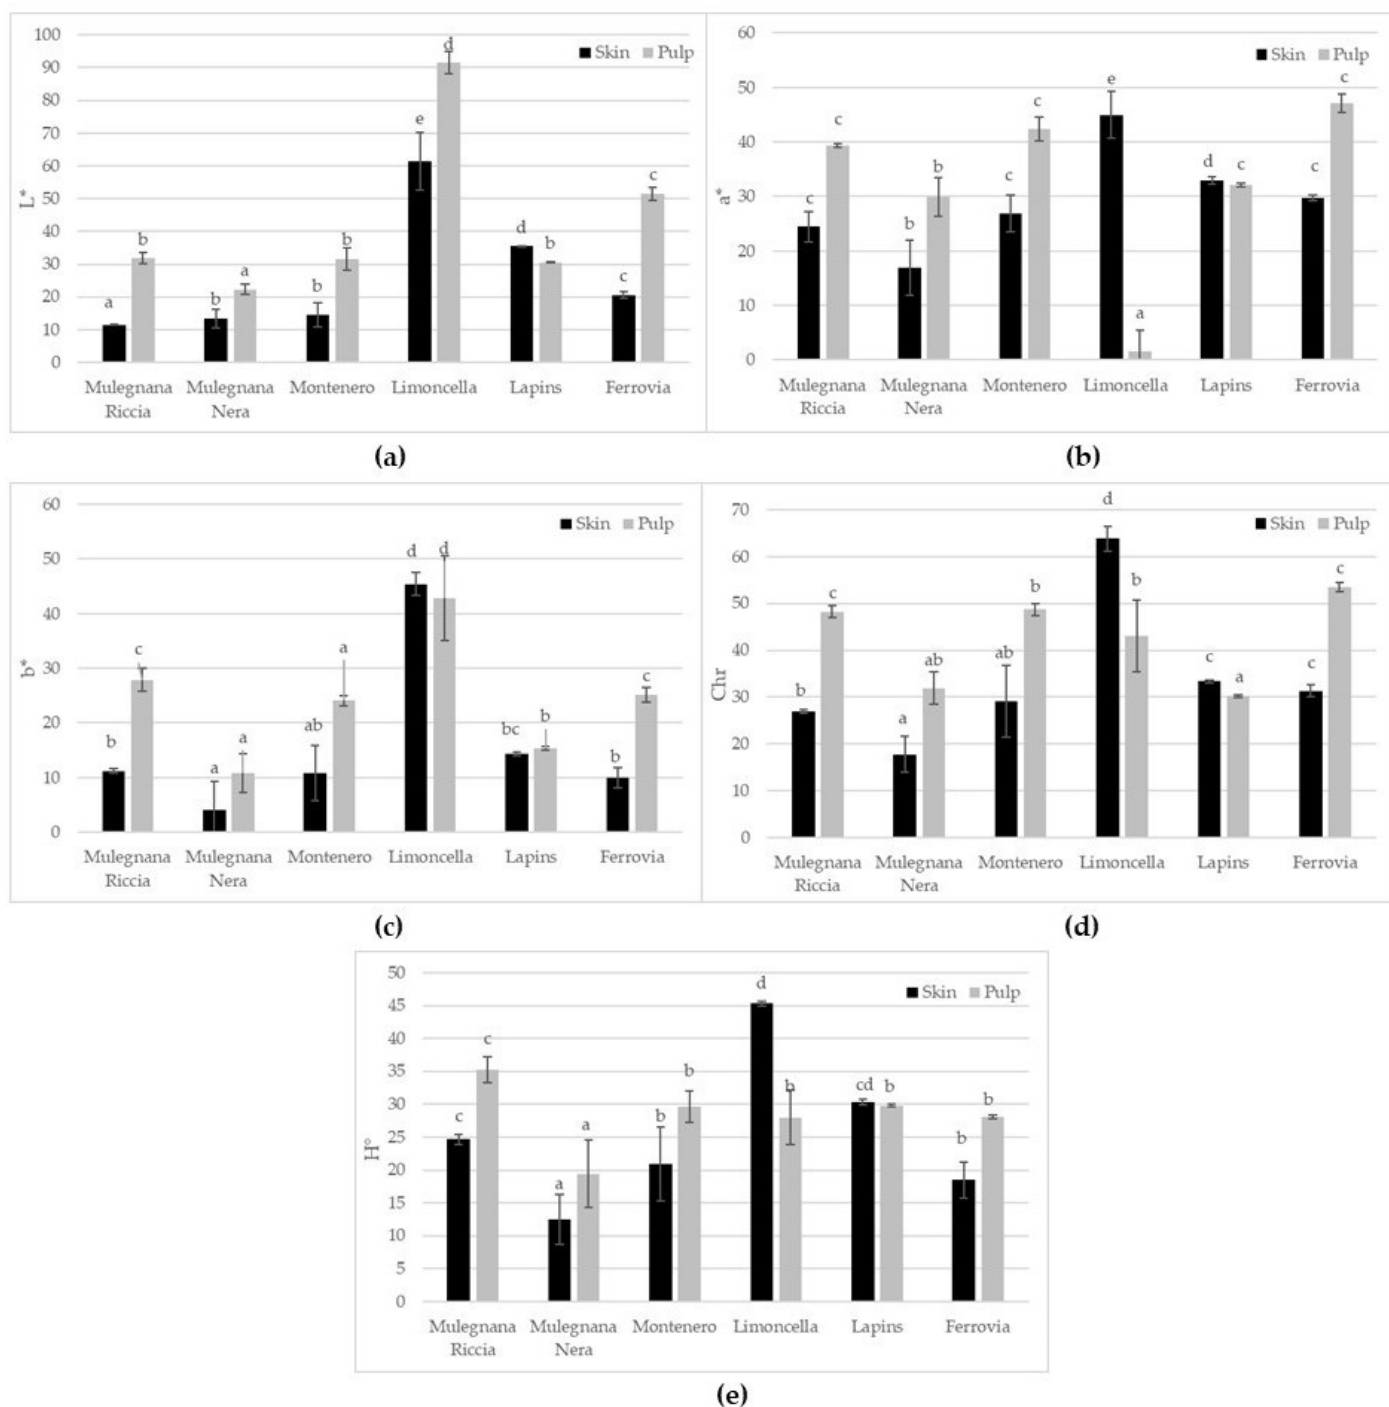 100
90
80
70
60
50
40
30
20
10
0
L*
Skin Pulp
a b b a b b e d d b c c
Mulegnana Riccia
Mulegnana Nera
Montenero
Limoncella
Lapins
Ferrovia
(a)
60
50
40
30
20
10
0
a*
Skin Pulp
c c b b c c e a d c c c
Mulegnana Riccia
Mulegnana Nera
Montenero
Limoncella
Lapins
Ferrovia
(b)
60
50
40
30
20
10
0
b*
Skin Pulp
b c a a ab a d d bc b b c
Mulegnana Riccia
Mulegnana Nera
Montenero
Limoncella
Lapins
Ferrovia
(c)
70
60
50
40
30
20
10
0
Chr
Skin Pulp
b c a ab ab b d b c a c c
Mulegnana Riccia
Mulegnana Nera
Montenero
Limoncella
Lapins
Ferrovia
(d)
50
45
40
35
30
25
20
15
10
5
0
H°
Skin Pulp
c c a a b b d b cd b b b
Mulegnana Riccia
Mulegnana Nera
Montenero
Limoncella
Lapins
Ferrovia
(e)